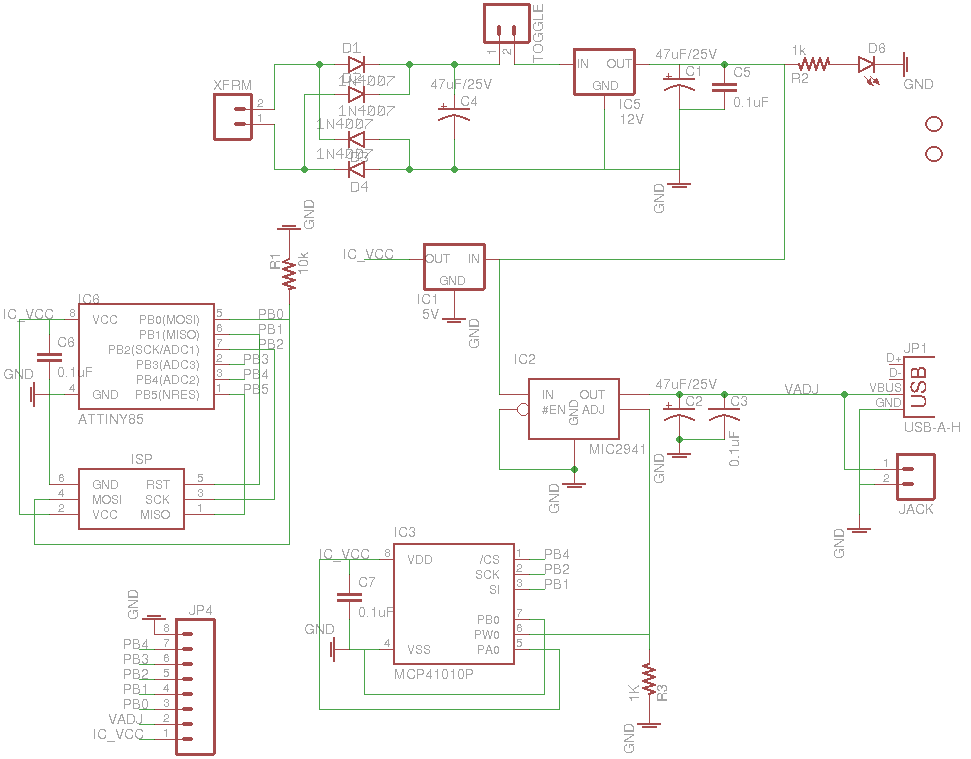 TOGGLE
1 2
D1
1N4007
1N4007
1N4007
1N4007
D4
XFRM
2
1
47uF/25V
C4
IN OUT
GND
IC5
12V
47uF/25V
C1
C5
0.1uF
1k
R2
D8
GND
GND
GND
R1
10k
IC_VCC
OUT IN
GND
IC1
5V
GND
IC6
IC_VCC
8 VCC PB0(MOSI) 5 PB0
PB1(MISO) 6 PB1
PB2(SCK/ADC1) 7 PB2
PB3(ADC3) 2 PB3
PB4(ADC2) 3 PB4
4 GND PB5(NRES) 1 PB5
C6
0.1uF
GND
ATTINY85
ISP
6 GND RST 5
4 MOSI SCK 3
2 VCC MISO 1
IC2
IN OUT
#EN GND ADJ
MIC2941
GND
47uF/25V
C2
C3
0.1uF
GND
VADJ
JP1
D+
D-
VBUS
GND
USB
USB-A-H
1
2
JACK
GND
IC3
IC_VCC
8 VDD /CS 1 PB4
SCK 2 PB2
SI 3 PB1
PB0 7
PW0 6
4 VSS PA0 5
C7
0.1uF
GND
MCP41010P
1K
R3
GND
GND
JP4
8
PB4 7
PB3 6
PB2 5
PB1 4
PB0 3
VADJ 2
IC_VCC 1